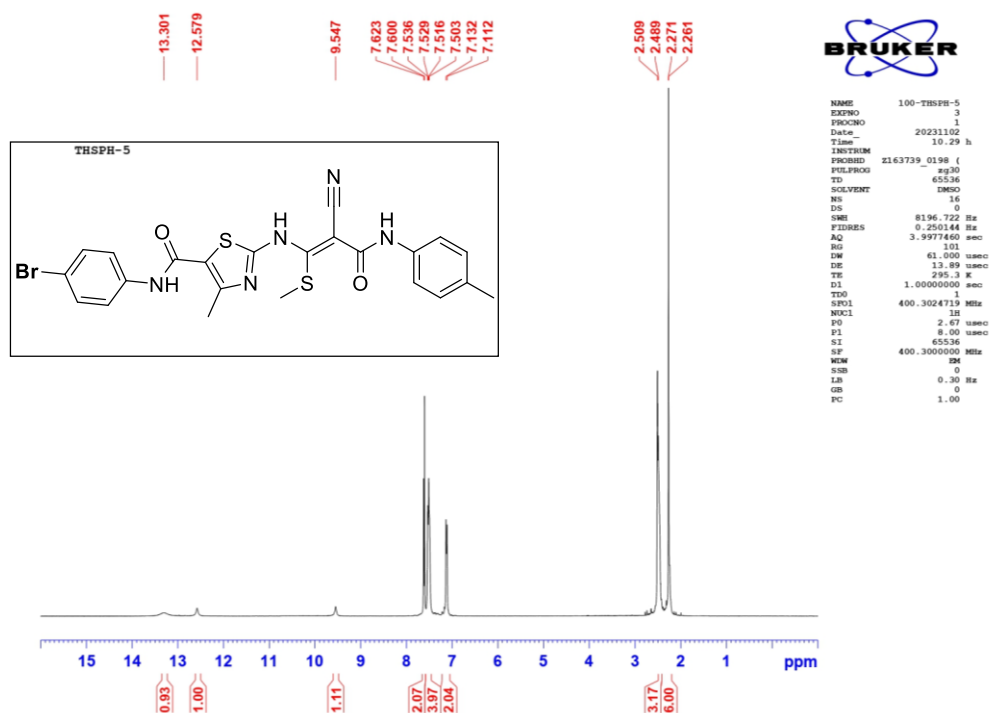 13.301
12.579
9.547
7.623
7.600
7.536
7.529
7.516
7.503
7.132
7.112
2.509
2.489
2.271
2.261
BRUKER
NAME 100-THSPH-5
EXPNO 3
PROCNO 1
Date_ 20231102
Time 10.29 h
INSTRUM
PROBHD Z163739_0198 (
PULPROG zg30
TD 65536
SOLVENT DMSO
NS 16
DS 0
SWH 8196.722 Hz
FIDRES 0.250144 Hz
AQ 3.9977460 sec
RG 101
DW 61.000 usec
DE 13.89 usec
TE 295.3 K
D1 1.00000000 sec
TD0 1
SFO1 400.3024719 MHz
NUC1 1H
P0 2.67 usec
P1 8.00 usec
SI 65536
SF 400.3000000 MHz
WDW EM
SSB 0
LB 0.30 Hz
GB 0
PC 1.00
THSPH-5
N
H
N
H
N
O
S
Br
NH
N
S
O
15 14 13 12 11 10 9 8 7 6 5 4 3 2 1 ppm
0.93
1.00
1.11
2.07
3.97
2.04
3.17
6.00